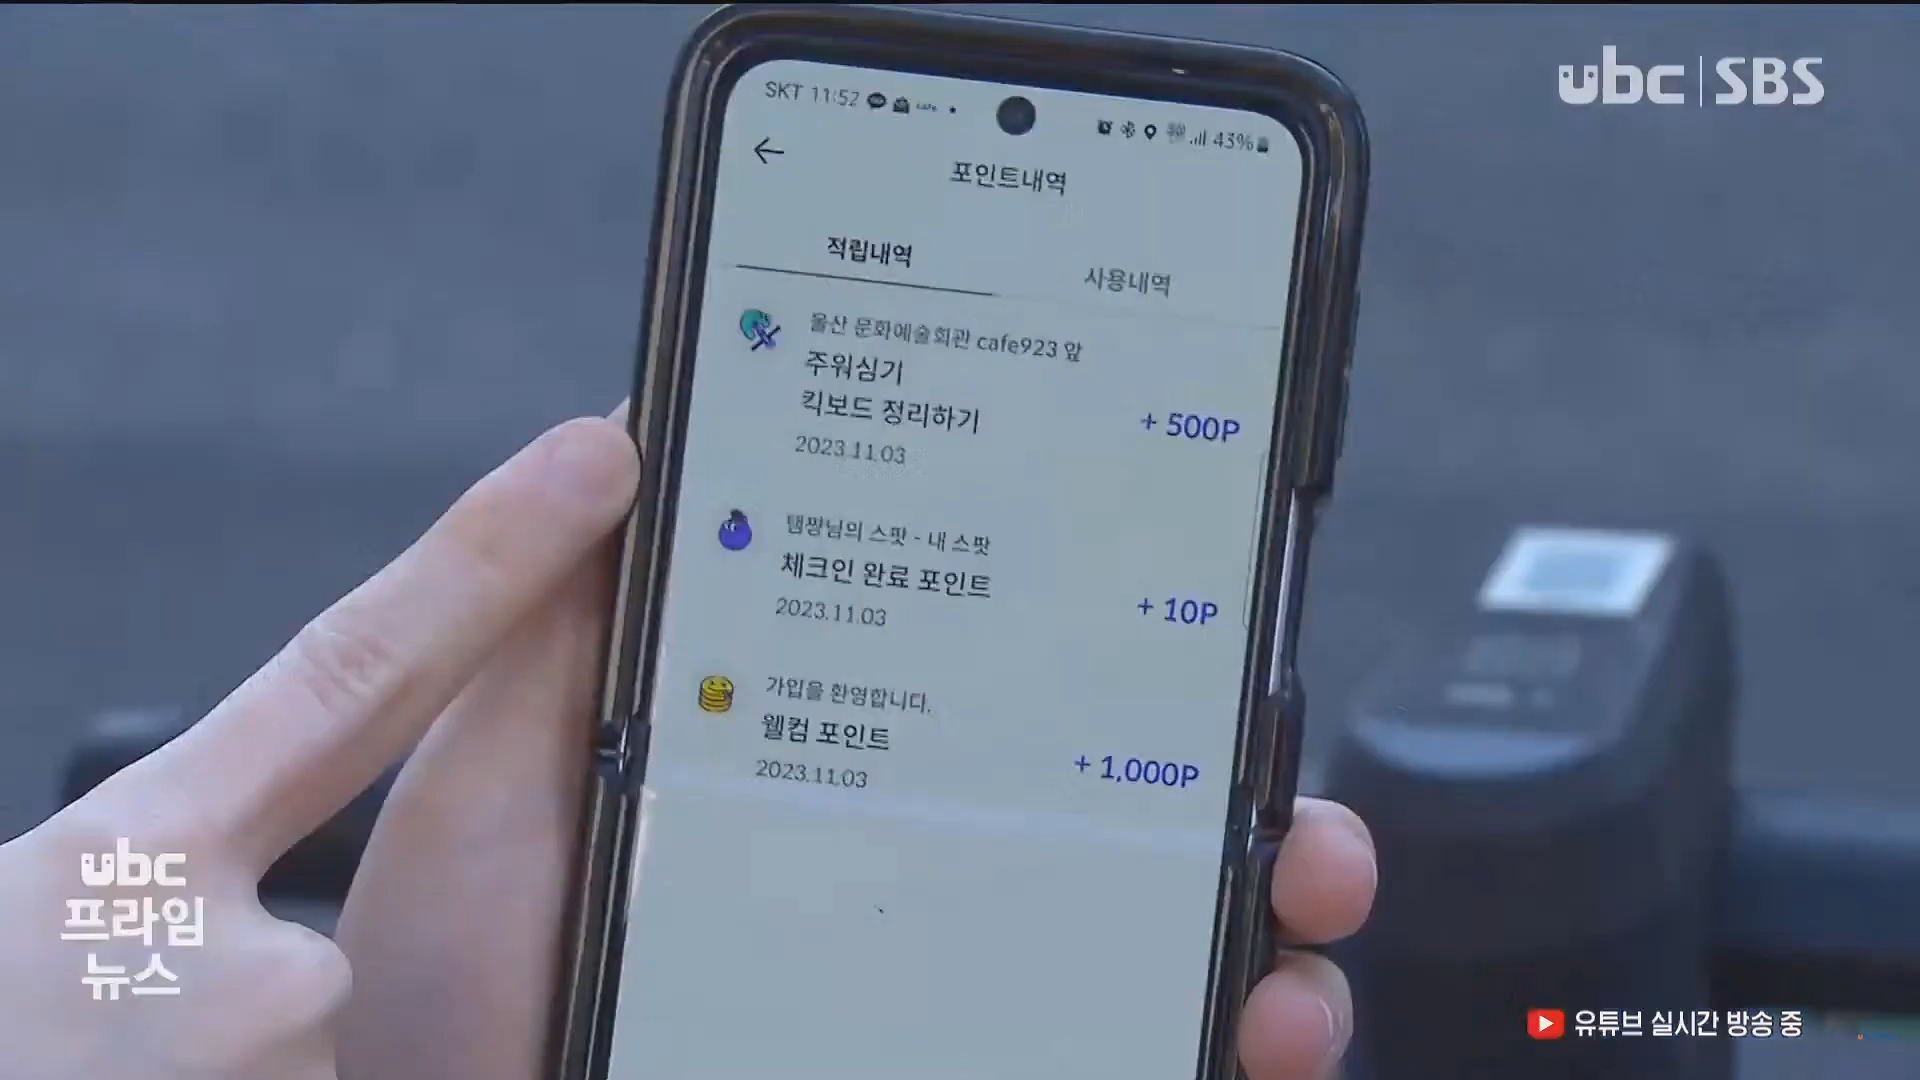 ubc SBS
SKT 11:52
43%
포인트내역
적립내역
사용내역
울산 문화예술회관 cafe923 앞
주워심기
킥보드 정리하기
+ 500P
2023.11.03
탬쨩님의 스팟 - 내 스팟
체크인 완료 포인트
+ 10P
2023.11.03
가입을 환영합니다.
웰컴 포인트
+ 1,000P
2023.11.03
ubc
프라임
뉴스
유튜브 실시간 방송 중